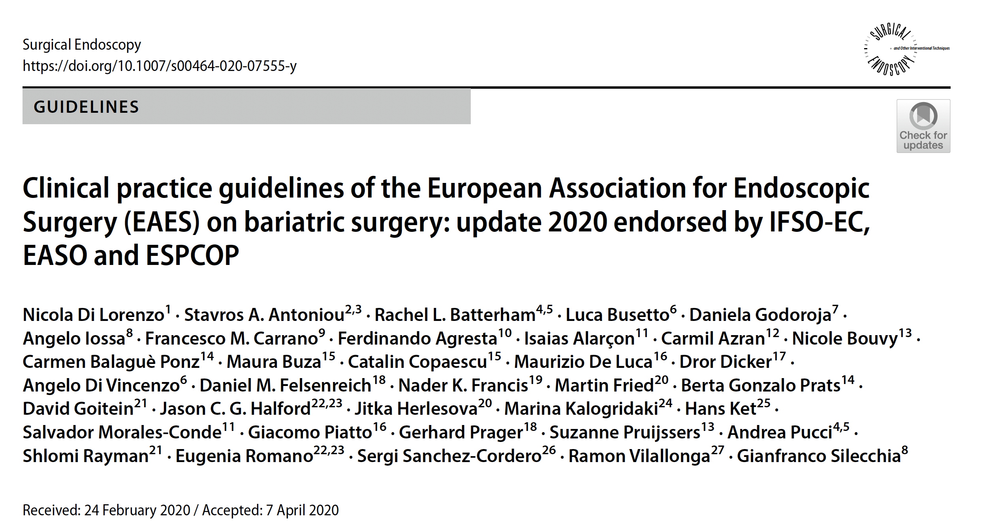 Surgical Endoscopy
https://doi.org/10.1007/s00464-020-07555-y
SURGICAL
and Other Interventional Techniques
ENDOSCOPY
GUIDELINES
Check for
updates
Clinical practice guidelines of the European Association for Endoscopic
Surgery (EAES) on bariatric surgery: update 2020 endorsed by IFSO-EC,
EASO and ESPCOP
Nicola Di Lorenzo1 · Stavros A. Antoniou2,3 · Rachel L. Batterham4,5 · Luca Busetto6 · Daniela Godoroja7 ·
Angelo Iossa8 · Francesco M. Carrano9 · Ferdinando Agresta10 · Isaias Alarçon11 · Carmil Azran12 · Nicole Bouvy13 ·
Carmen Balaguè Ponz14 · Maura Buza15 · Catalin Copaescu15 · Maurizio De Luca16 · Dror Dicker17 ·
Angelo Di Vincenzo6 · Daniel M. Felsenreich18 · Nader K. Francis19 · Martin Fried20 · Berta Gonzalo Prats14 ·
David Goitein21 · Jason C. G. Halford22,23 · Jitka Herlesova20 · Marina Kalogridaki24 · Hans Ket25 ·
Salvador Morales-Conde11 · Giacomo Piatto16 · Gerhard Prager18 · Suzanne Pruijssers13 · Andrea Pucci4,5 ·
Shlomi Rayman21 · Eugenia Romano22,23 · Sergi Sanchez-Cordero26 · Ramon Vilallonga27 · Gianfranco Silecchia8
Received: 24 February 2020 / Accepted: 7 April 2020